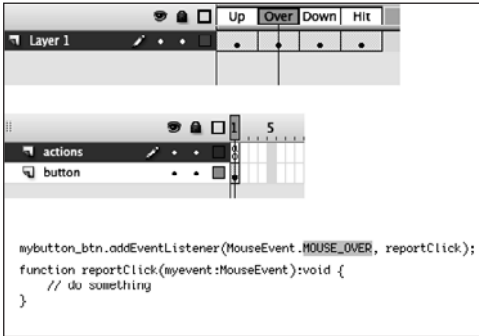 Up Over Down Hit
Layer 1
1 5
actions
button
mybutton_btn.addEventListener(MouseEvent.MOUSE_OVER, reportClick);
function reportClick(myevent:MouseEvent):void {
// do something
}